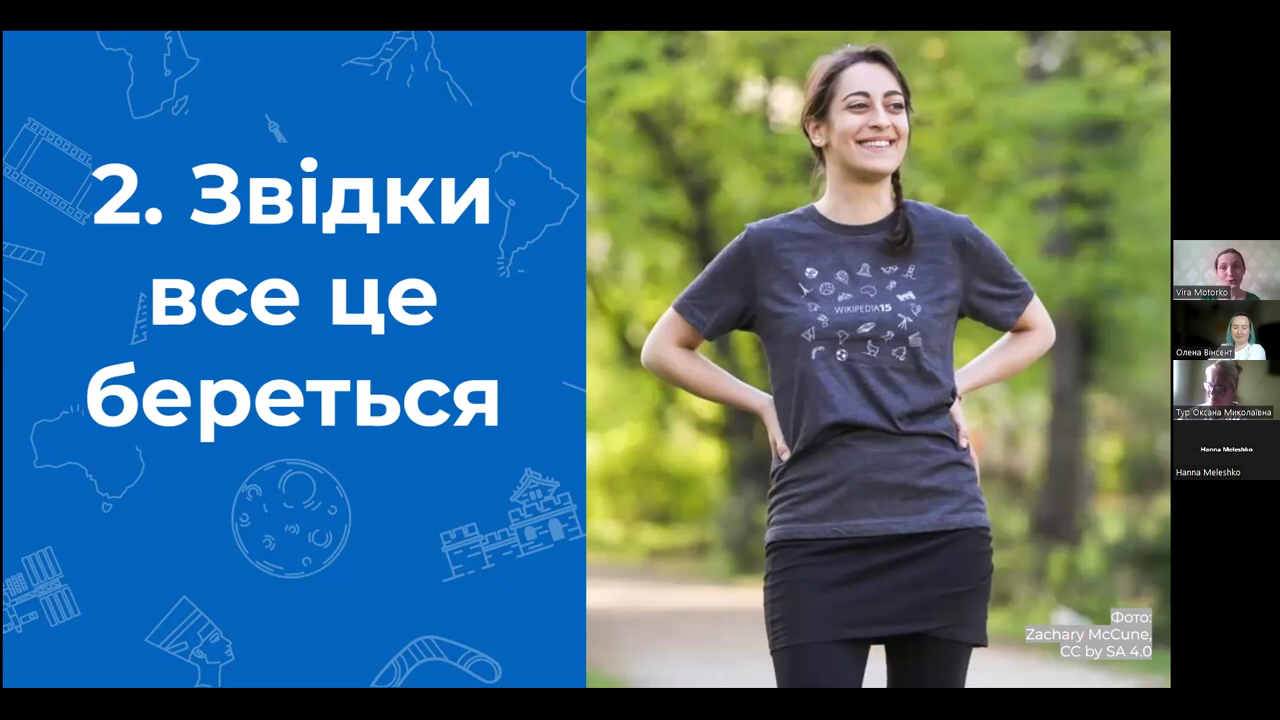 2. Звідки
все це
береться
WIKIPEDIA15
Фото:
Zachary McCune,
CC by SA 4.0
Vira Motorko
Олена Вінсент
Тур Оксана Миколаївна
Hanna Meleshko
Hanna Meleshko